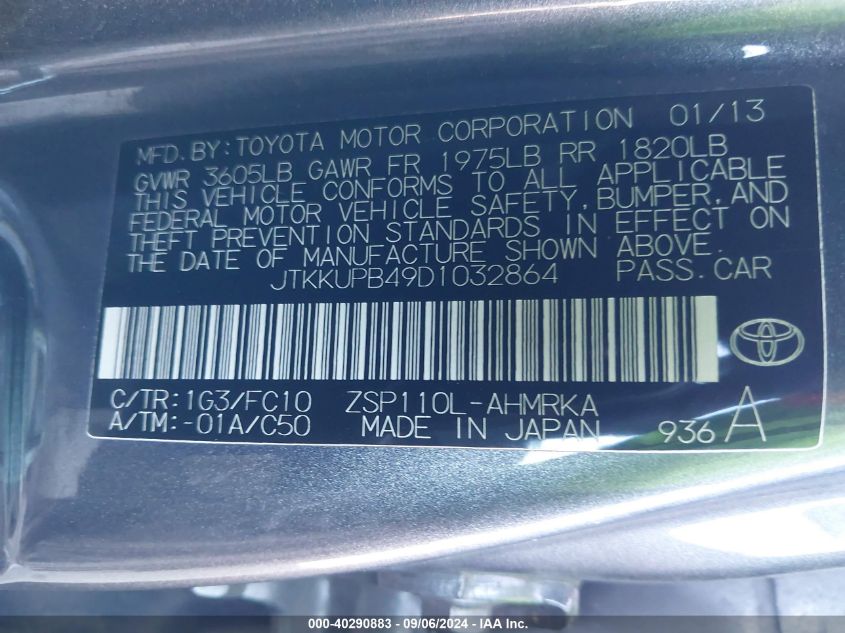 MFD. BY: TOYOTA MOTOR CORPORATION 01/13
GVWR 3605LB GAWR FR 1975LB RR 1820LB
THIS VEHICLE CONFORMS TO ALL APPLICABLE
FEDERAL MOTOR VEHICLE SAFETY, BUMPER, AND
THEFT PREVENTION STANDARDS IN EFFECT ON
THE DATE OF MANUFACTURE SHOWN ABOVE.
JTKKUPB49D1032864 PASS. CAR
C/TR: 1G3/FC10 ZSP110L-AHMRKA
A/TM: -01A/C50 MADE IN JAPAN 936 A
000-40290883 - 09/06/2024 - IAA Inc.